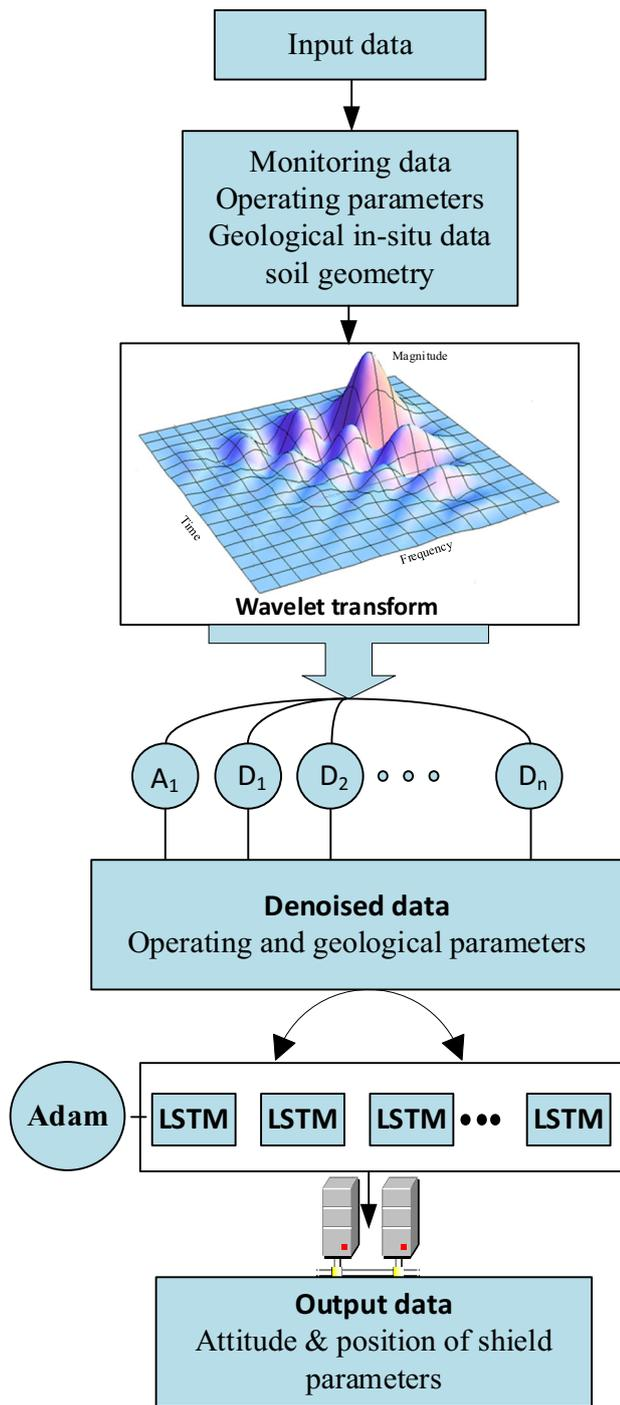 Input data
Monitoring data
Operating parameters
Geological in-situ data
soil geometry
Magnitude
Time
Frequency
Wavelet transform
A₁ D₁ D₂ Dₙ
Denoised data
Operating and geological parameters
Adam LSTM LSTM LSTM ••• LSTM
Output data
Attitude & position of shield
parameters